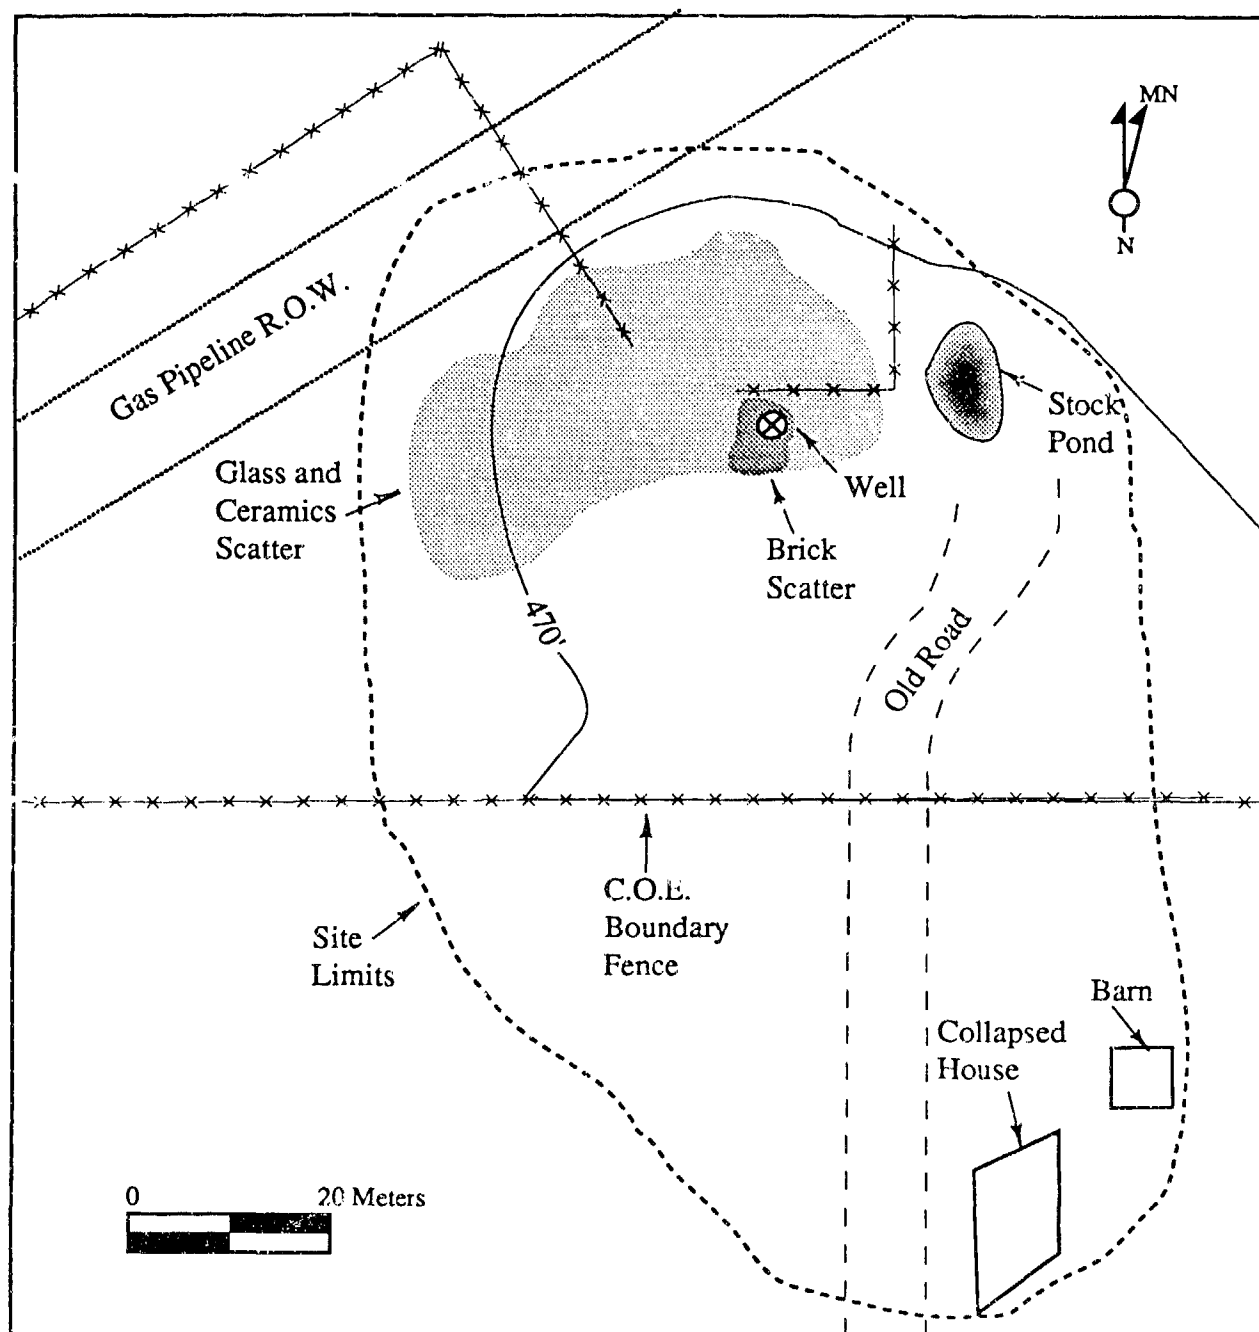 MN
N
Gas Pipeline R.O.W.
Stock
Pond
Glass and
Ceramics
Scatter
Well
Brick
Scatter
470'
Old Road
C.O.E.
Boundary
Fence
Site
Limits
Barn
Collapsed
House
0
20 Meters